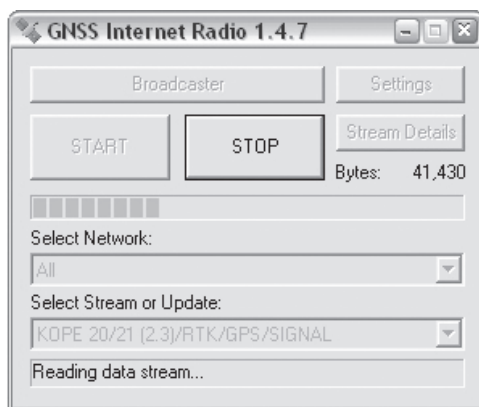 GNSS Internet Radio 1.4.7
Broadcaster
Settings
START
STOP
Stream Details
Bytes: 41,430
Select Network:
All
Select Stream or Update:
KOPE 20/21 (2.3)/RTK/GPS/SIGNAL
Reading data stream...